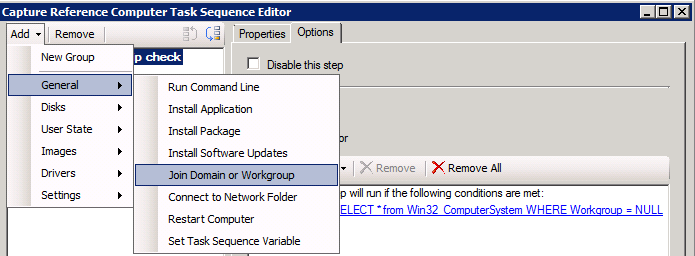 Capture Reference Computer Task Sequence Editor
Add Remove
Properties Options
p check
Disable this step
New Group
General
Disks
User State
Images
Drivers
Settings
Run Command Line
Install Application
Install Package
Install Software Updates
Join Domain or Workgroup
Connect to Network Folder
Restart Computer
Set Task Sequence Variable
or
Remove Remove All
p will run if the following conditions are met:
SELECT * from Win32_ComputerSystem WHERE Workgroup = NULL